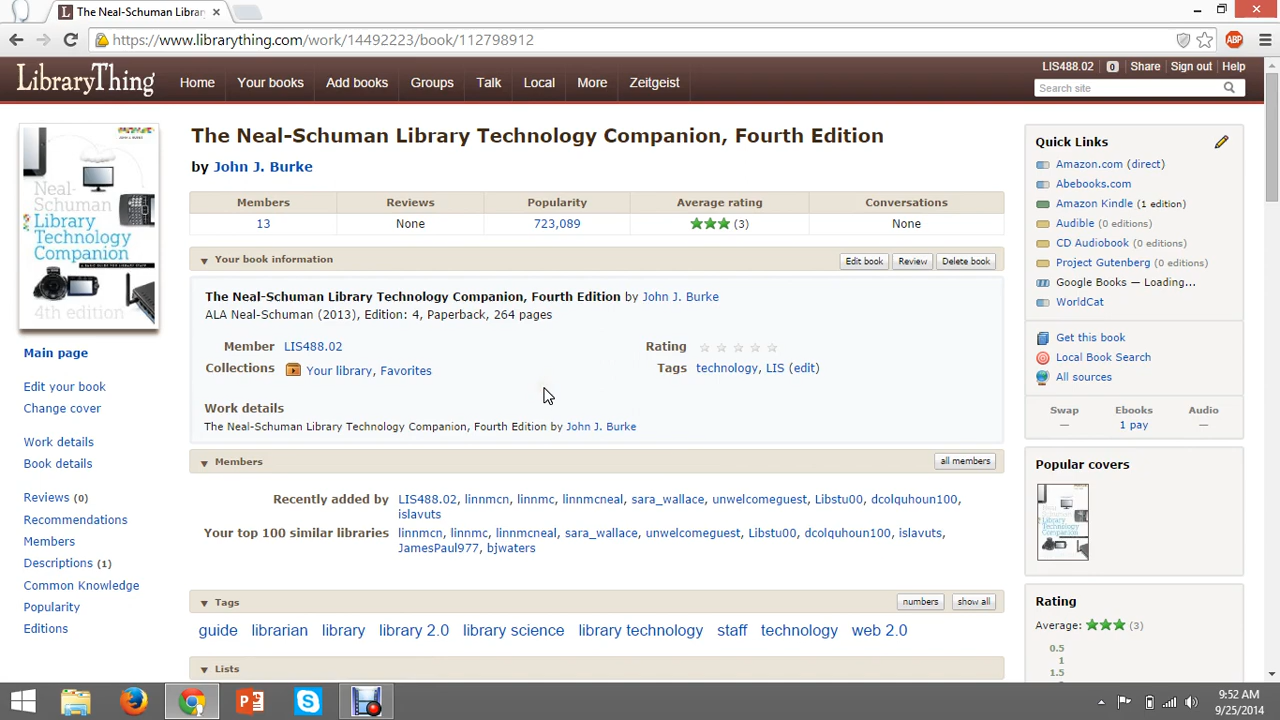 The Neal-Schuman Librar
https://www.librarything.com/work/14492223/book/112798912
ABP
LibraryThing
Home
Your books
Add books
Groups
Talk
Local
More
Zeitgeist
LIS488.02 0 Share Sign out Help
Search site
Neal-
Schuman
Library
Technology
Companion
4th edition
The Neal-Schuman Library Technology Companion, Fourth Edition
by John J. Burke
Members Reviews Popularity Average rating Conversations
13 None 723,089 (3) None
Your book information
Edit book Review Delete book
The Neal-Schuman Library Technology Companion, Fourth Edition by John J. Burke
ALA Neal-Schuman (2013), Edition: 4, Paperback, 264 pages
Member LIS488.02
Rating
Collections Your library, Favorites
Tags technology, LIS (edit)
Work details
The Neal-Schuman Library Technology Companion, Fourth Edition by John J. Burke
Members all members
Recently added by LIS488.02, linnmcn, linnmc, linnmcneal, sara_wallace, unwelcomeguest, Libstu00, dcolquhoun100,
islavuts
Your top 100 similar libraries linnmcn, linnmc, linnmcneal, sara_wallace, unwelcomeguest, Libstu00, dcolquhoun100, islavuts,
JamesPaul977, bjwaters
Tags numbers show all
guide librarian library library 2.0 library science library technology staff technology web 2.0
Lists
Main page
Edit your book
Change cover
Work details
Book details
Reviews (0)
Recommendations
Members
Descriptions (1)
Common Knowledge
Popularity
Editions
Quick Links
Amazon.com (direct)
Abebooks.com
Amazon Kindle (1 edition)
Audible (0 editions)
CD Audiobook (0 editions)
Project Gutenberg (0 editions)
Google Books — Loading...
WorldCat
Get this book
Local Book Search
All sources
Swap Ebooks Audio
— 1 pay —
Popular covers
Library
Technology
Companion
Rating
Average: (3)
0.5
1
1.5
9:52 AM
9/25/2014